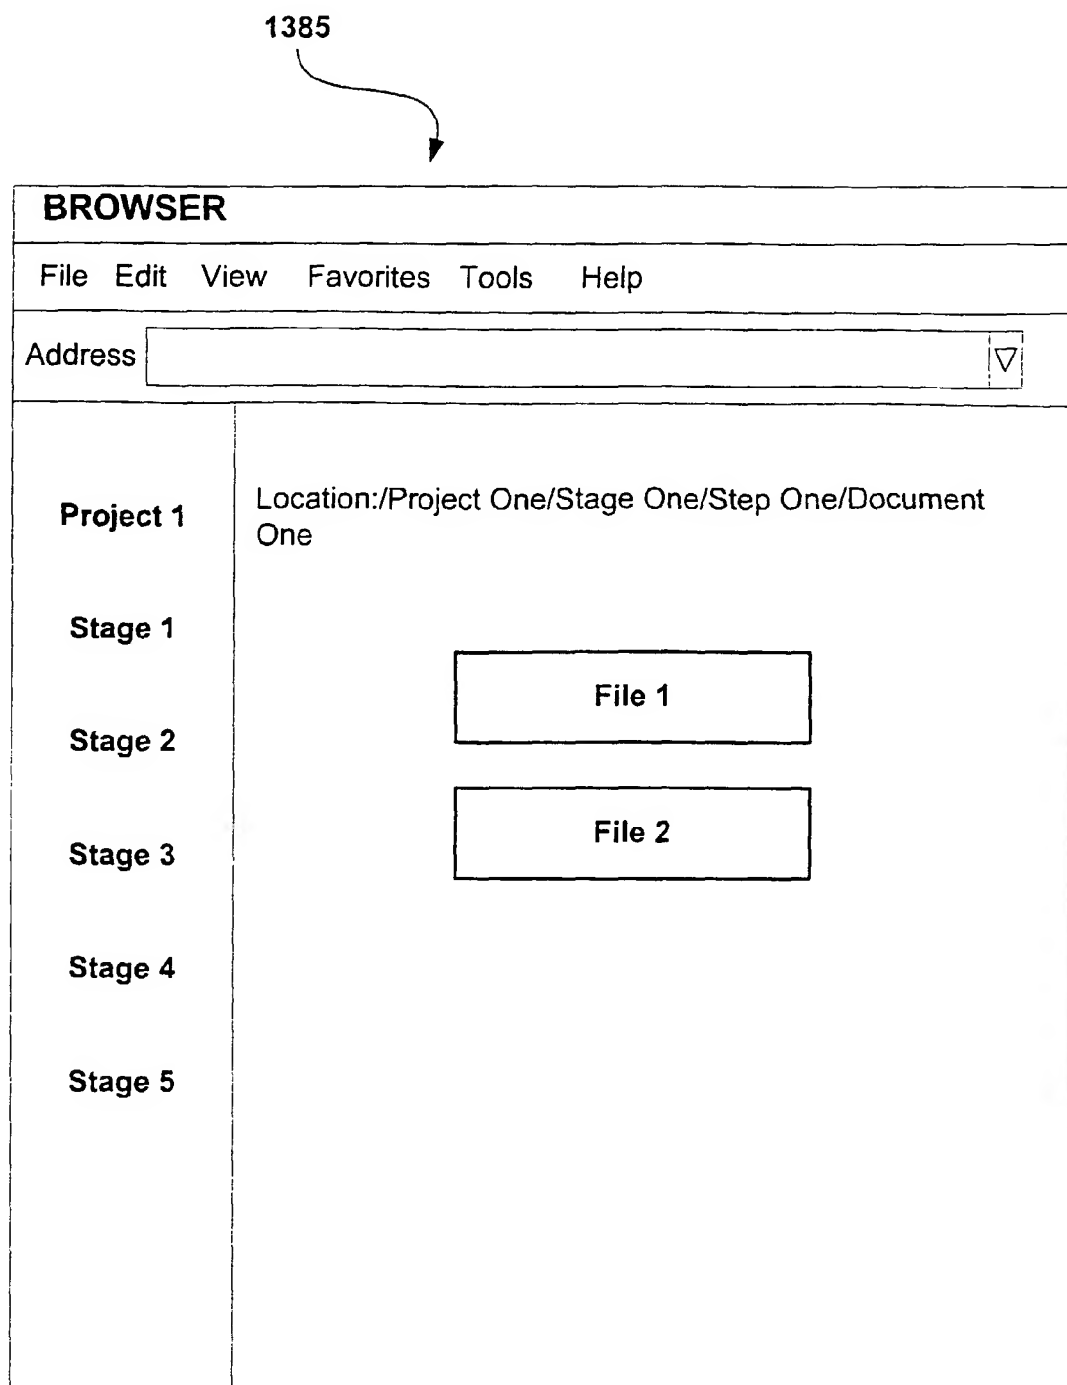 1385
BROWSER
File Edit View Favorites Tools Help
Address
Project 1
Location:/Project One/Stage One/Step One/Document
One
Stage 1
File 1
Stage 2
File 2
Stage 3
Stage 4
Stage 5